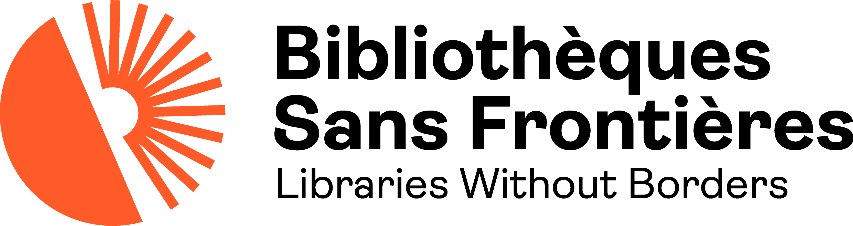 Bibliothèques
Sans Frontières
Libraries Without Borders